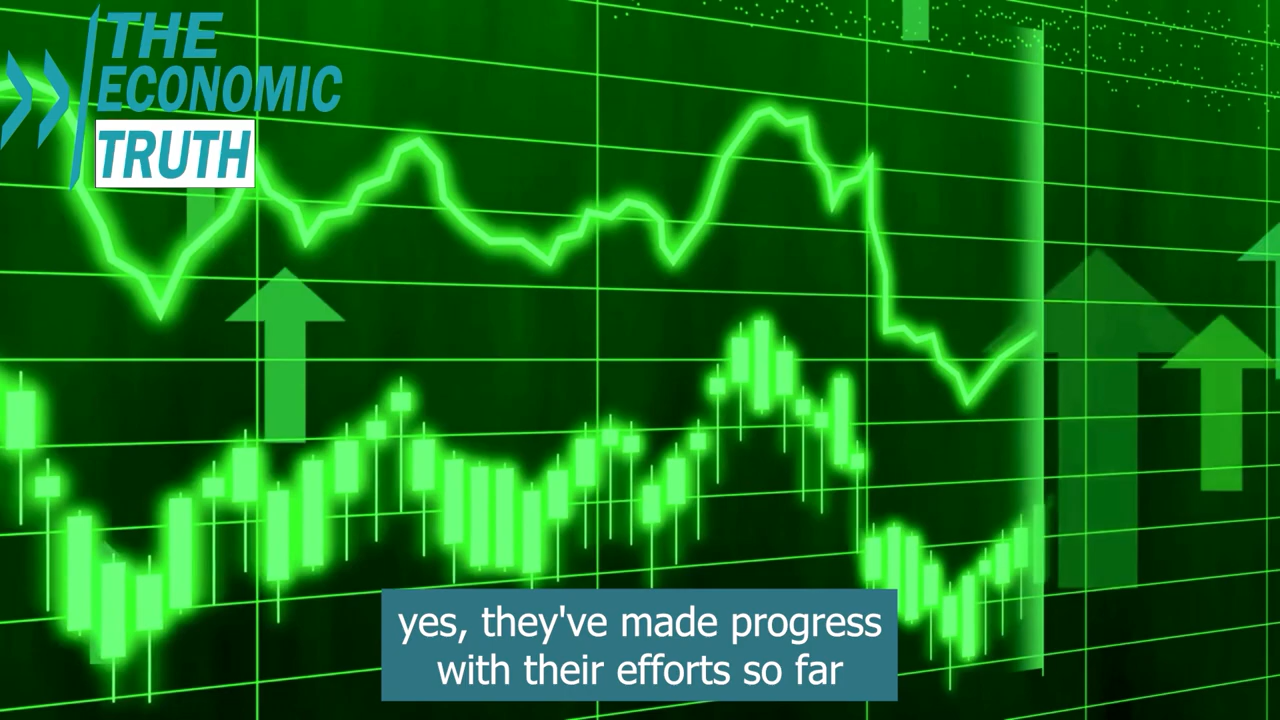 THE
ECONOMIC
TRUTH
yes, they've made progress
with their efforts so far